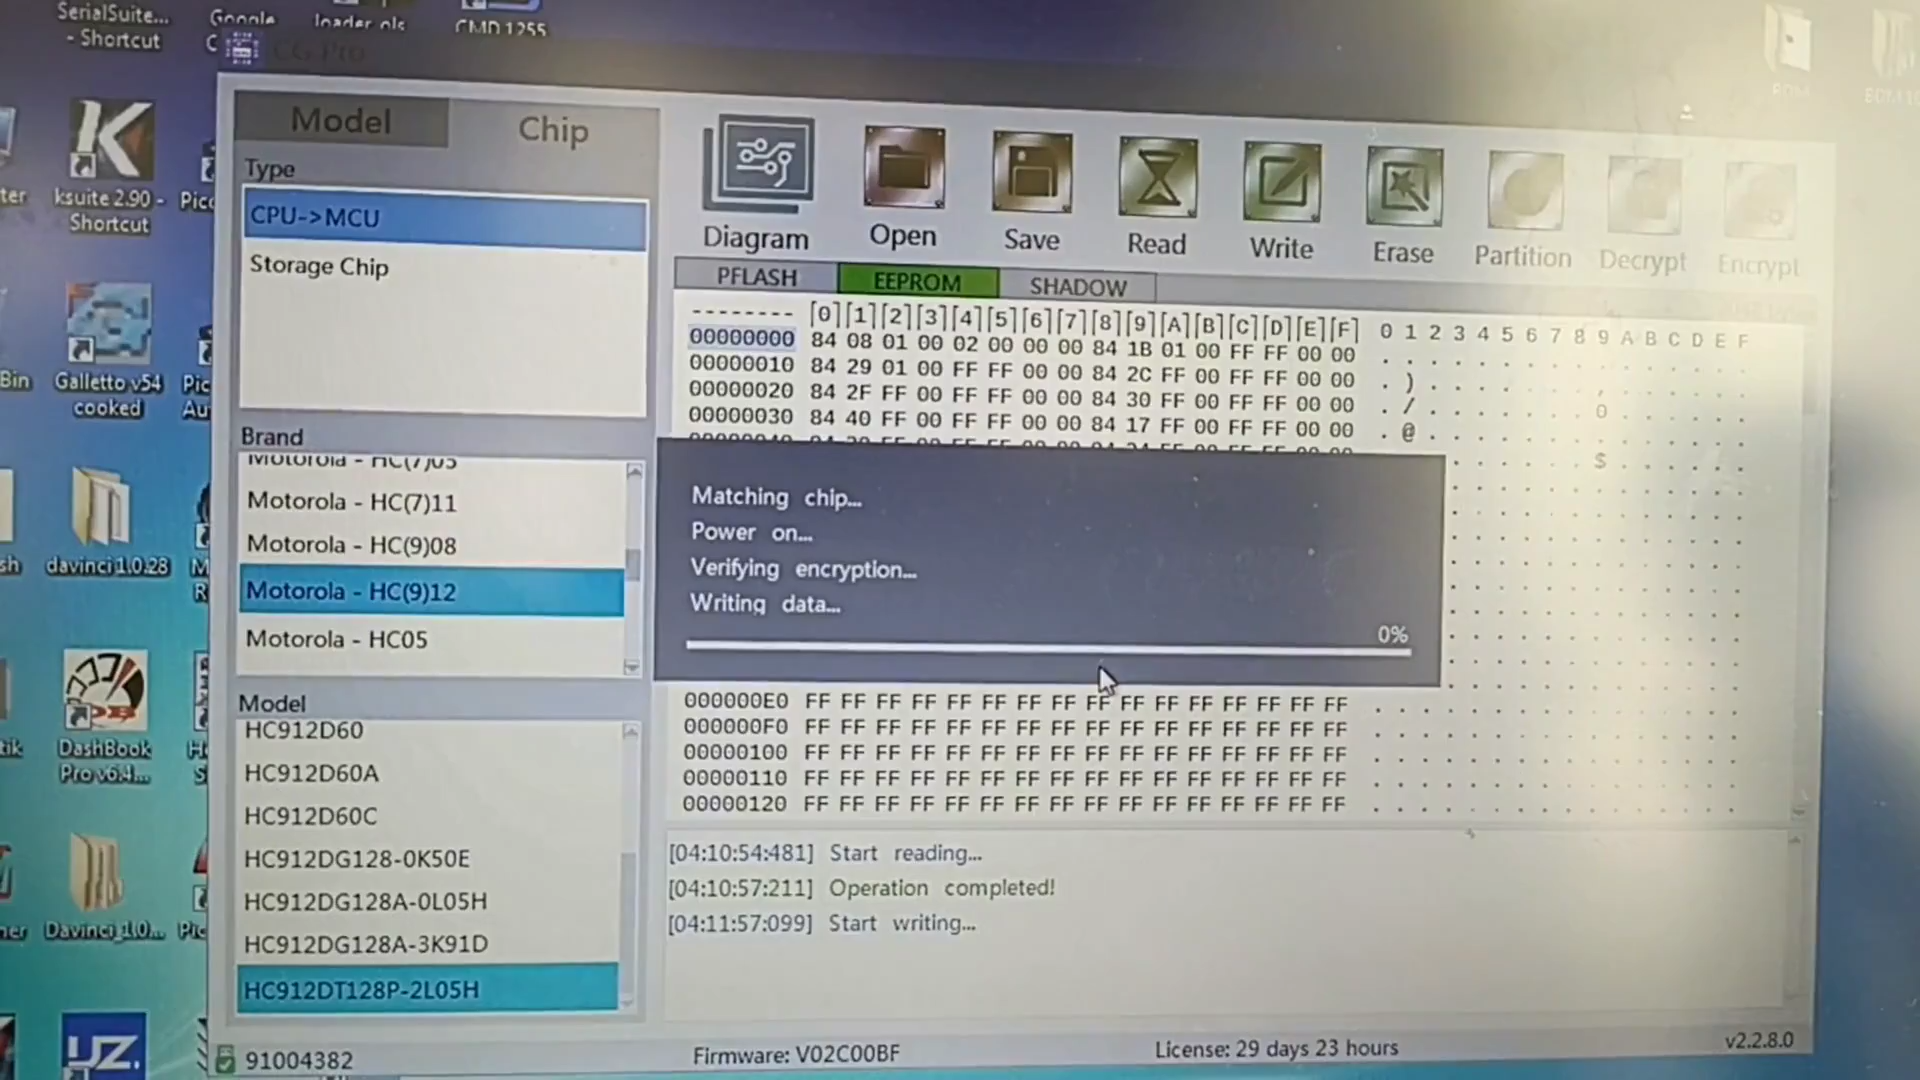 SerialSuite...
- Shortcut
Google
loader ols
CMD 1255
CG Pro
Model
Chip
Type
CPU->MCU
Storage Chip
Brand
Motorola - HC(7)05
Motorola - HC(7)11
Motorola - HC(9)08
Motorola - HC(9)12
Motorola - HC05
Model
HC912D60
HC912D60A
HC912D60C
HC912DG128-0K50E
HC912DG128A-0L05H
HC912DG128A-3K91D
HC912DT128P-2L05H
91004382
ksuite 2.90 -
Shortcut
Galletto v54
cooked
davinci1.0.28
DashBook
Pro v6.4...
Davinci_1.0...
Diagram
Open
Save
Read
Write
Erase
Partition
Decrypt
Encrypt
PFLASH
EEPROM
SHADOW
-------- [0][1][2][3][4][5][6][7][8][9][A][B][C][D][E][F] 0 1 2 3 4 5 6 7 8 9 A B C D E F
00000000 84 08 01 00 02 00 00 00 84 1B 01 00 FF FF 00 00 . . . . . . . . . . . . . . . .
00000010 84 29 01 00 FF FF 00 00 84 2C FF 00 FF FF 00 00 . ) . . . . . . . , . . . . . .
00000020 84 2F FF 00 FF FF 00 00 84 30 FF 00 FF FF 00 00 . / . . . . . . . 0 . . . . . .
00000030 84 40 FF 00 FF FF 00 00 84 17 FF 00 FF FF 00 00 . @ . . . . . . . . . . . . . .
$
Matching chip...
Power on...
Verifying encryption...
Writing data...
0%
000000E0 FF FF FF FF FF FF FF FF FF FF FF FF FF FF FF FF . . . . . . . . . . . . . . . .
000000F0 FF FF FF FF FF FF FF FF FF FF FF FF FF FF FF FF . . . . . . . . . . . . . . . .
00000100 FF FF FF FF FF FF FF FF FF FF FF FF FF FF FF FF . . . . . . . . . . . . . . . .
00000110 FF FF FF FF FF FF FF FF FF FF FF FF FF FF FF FF . . . . . . . . . . . . . . . .
00000120 FF FF FF FF FF FF FF FF FF FF FF FF FF FF FF FF . . . . . . . . . . . . . . . .
[04:10:54:481] Start reading...
[04:10:57:211] Operation completed!
[04:11:57:099] Start writing...
Firmware: V02C00BF
License: 29 days 23 hours
v2.2.8.0